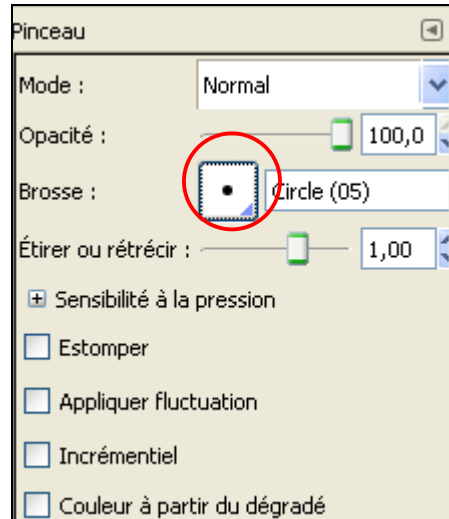 Pinceau
Mode : Normal
Opacité : 100,0
Brosse : Circle (05)
Étirer ou rétrécir : 1,00
Sensibilité à la pression
Estomper
Appliquer fluctuation
Incrémentiel
Couleur à partir du dégradé